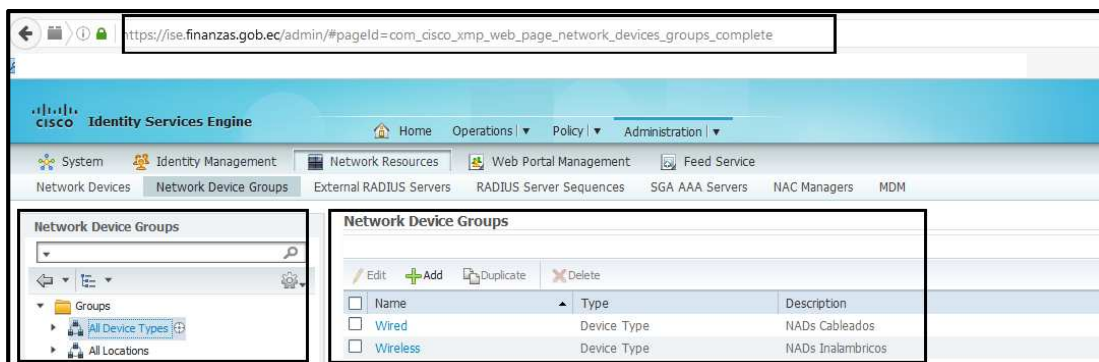 https://ise.finanzas.gob.ec/admin/#pageId=com_cisco_xmp_web_page_network_devices_groups_complete
CISCO Identity Services Engine
Home Operations | Policy | Administration |
System Identity Management Network Resources Web Portal Management Feed Service
Network Devices Network Device Groups External RADIUS Servers RADIUS Server Sequences SGA AAA Servers NAC Managers MDM
Network Device Groups
Groups
All Device Types
All Locations
Network Device Groups
Edit Add Duplicate Delete
Name Type Description
Wired Device Type NADs Cableados
Wireless Device Type NADs Inalambricos